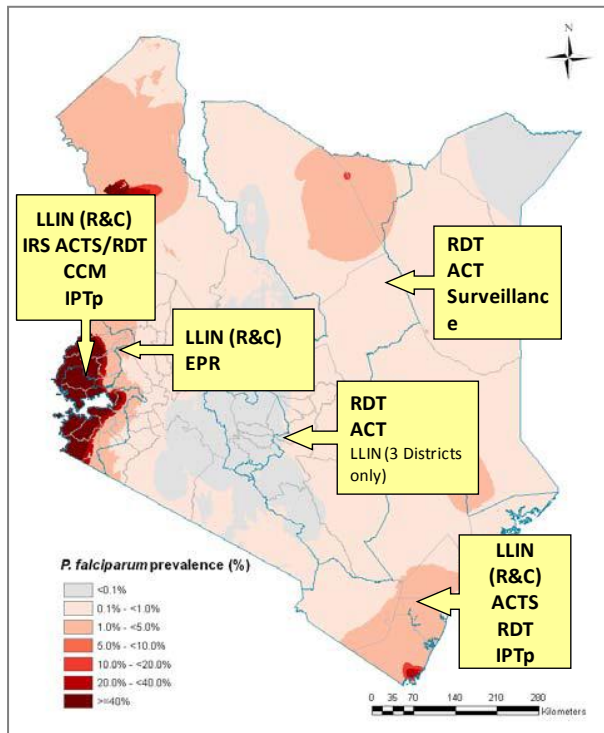 N
LLIN (R&C)
IRS ACTS/RDT
CCM
IPTp
RDT
ACT
Surveillanc
e
LLIN (R&C)
EPR
RDT
ACT
LLIN (3 Districts
only)
LLIN
(R&C)
ACTS
RDT
IPTp
P. falciparum prevalence (%)
<0.1%
0.1% - <1.0%
1.0% - <5.0%
5.0% - <10.0%
10.0% - <20.0%
20.0% - <40.0%
>=40%
0 35 70 140 210 280
Kilometers